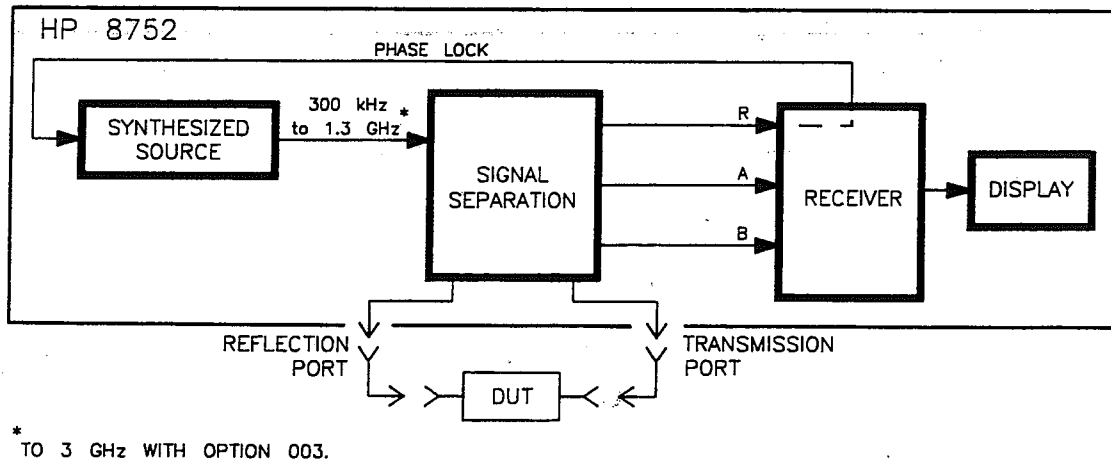 HP 8752
PHASE LOCK
SYNTHESIZED
SOURCE
300 kHz
to 1.3 GHz*
SIGNAL
SEPARATION
R
A
B
RECEIVER
DISPLAY
REFLECTION
PORT
TRANSMISSION
PORT
DUT
*
TO 3 GHz WITH OPTION 003.